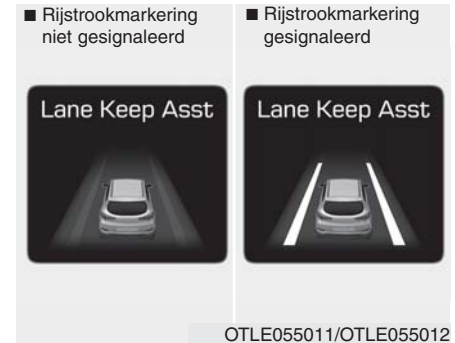 ■ Rijstrookmarkering
niet gesignaleerd
■ Rijstrookmarkering
gesignaleerd
Lane Keep Asst
Lane Keep Asst
OTLE055011/OTLE055012